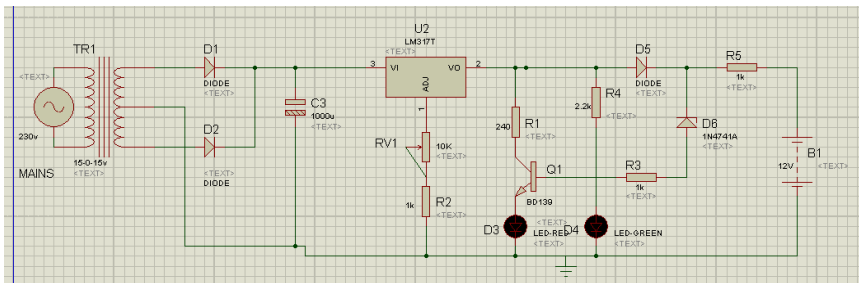 TR1
<TEXT>
230v
MAINS
15-0-15v
<TEXT>
D1
DIODE
<TEXT>
D2
DIODE
<TEXT>
C3
1000u
<TEXT>
U2
LM317T
<TEXT>
3
VI
VO
2
ADJ
1
RV1
10K
<TEXT>
R2
1k
<TEXT>
R1
240
<TEXT>
Q1
BD139
<TEXT>
D3
LED-RED
<TEXT>
R4
2.2k
<TEXT>
D4
LED-GREEN
<TEXT>
D5
DIODE
<TEXT>
R3
1k
<TEXT>
D6
1N4741A
<TEXT>
R5
1k
<TEXT>
B1
12V
<TEXT>